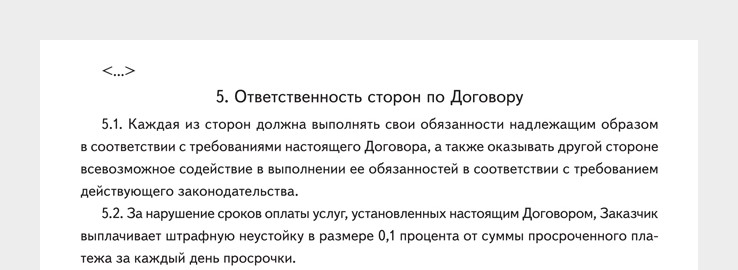 <...>
5. Ответственность сторон по Договору
5.1. Каждая из сторон должна выполнять свои обязанности надлежащим образом
в соответствии с требованиями настоящего Договора, а также оказывать другой стороне
всевозможное содействие в выполнении ее обязанностей в соответствии с требованием
действующего законодательства.
5.2. За нарушение сроков оплаты услуг, установленных настоящим Договором, Заказчик
выплачивает штрафную неустойку в размере 0,1 процента от суммы просроченного пла-
тежа за каждый день просрочки.